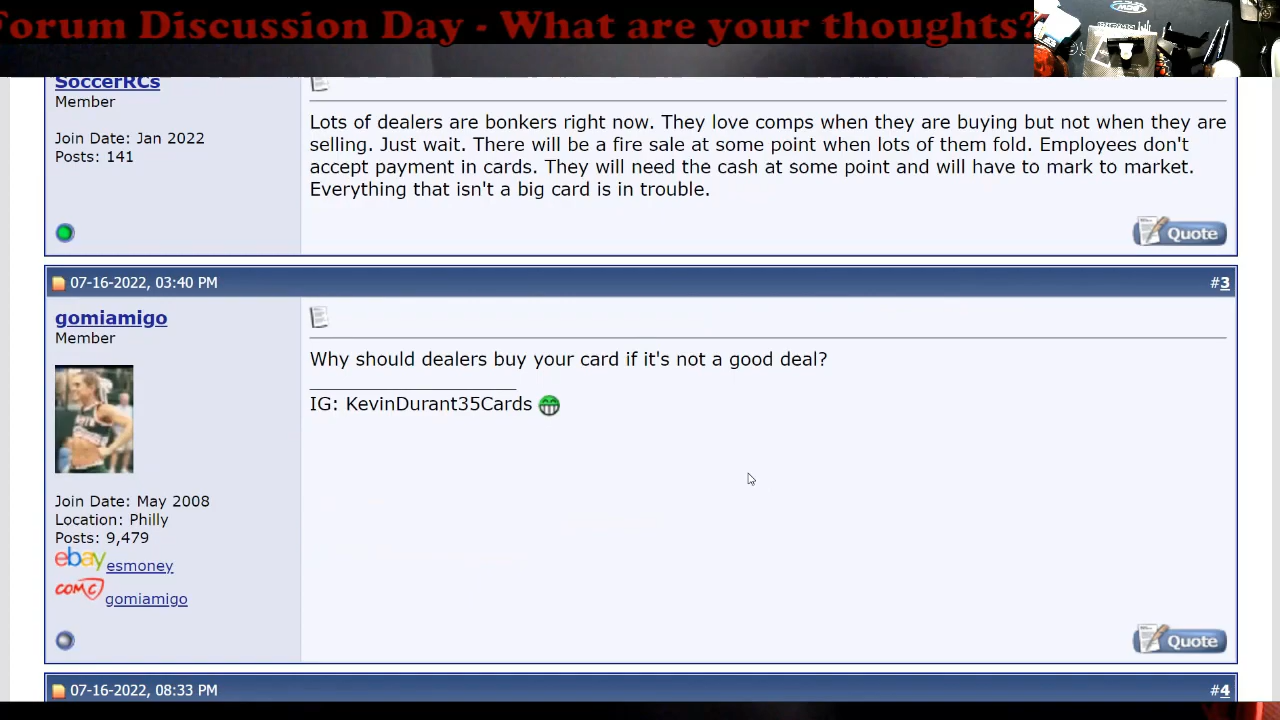 Forum Discussion Day - What are your thoughts?
SoccerRCs
Member
Join Date: Jan 2022
Posts: 141
Lots of dealers are bonkers right now. They love comps when they are buying but not when they are
selling. Just wait. There will be a fire sale at some point when lots of them fold. Employees don't
accept payment in cards. They will need the cash at some point and will have to mark to market.
Everything that isn't a big card is in trouble.
Quote
07-16-2022, 03:40 PM
#3
gomiamigo
Member
Join Date: May 2008
Location: Philly
Posts: 9,479
ebay esmoney
COMC gomiamigo
Why should dealers buy your card if it's not a good deal?
IG: KevinDurant35Cards
Quote
07-16-2022, 08:33 PM
#4